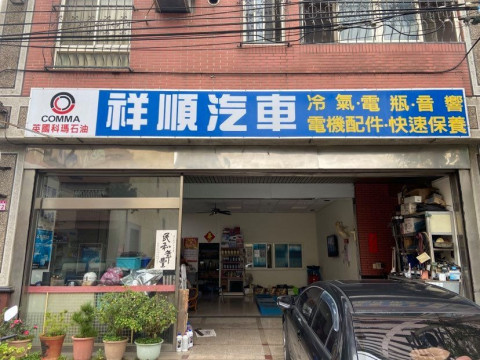 COMMA
英國科瑪石油
祥順汽車
冷氣·電瓶·音響
電機配件·快速保養